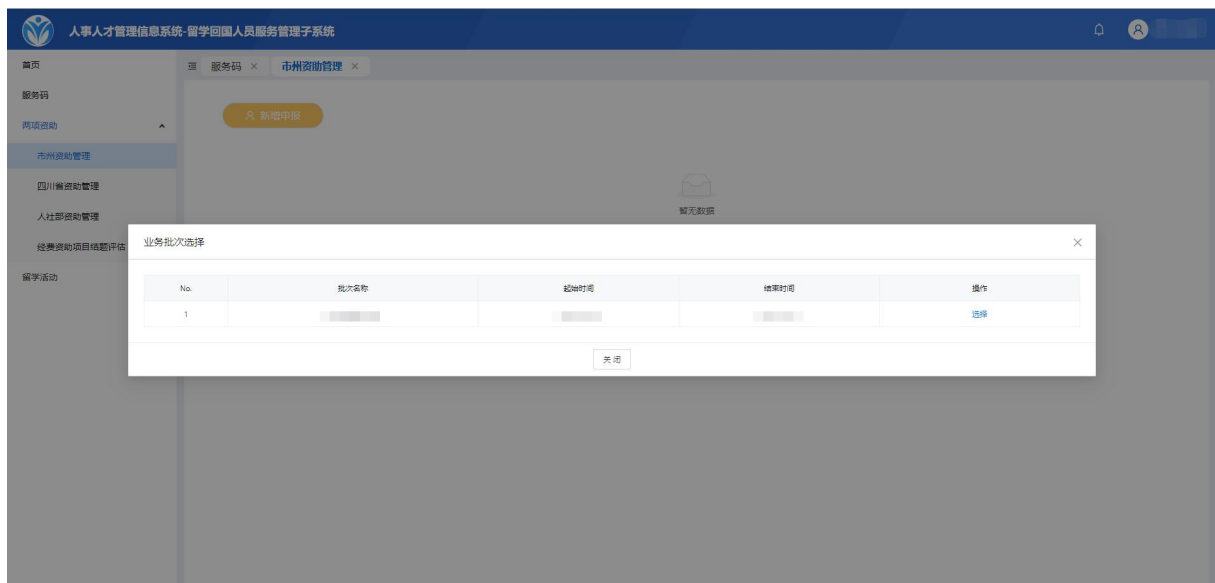 人事人才管理信息系统-留学回国人员服务管理子系统
首页
服务码 × 市州资助管理 ×
服务码
新增申报
两项资助
市州资助管理
四川省资助管理
暂无数据
人社部资助管理
经费资助项目结题评估
业务批次选择 ×
留学活动
No. 批次名称 起始时间 结束时间 操作
1 选择
关闭